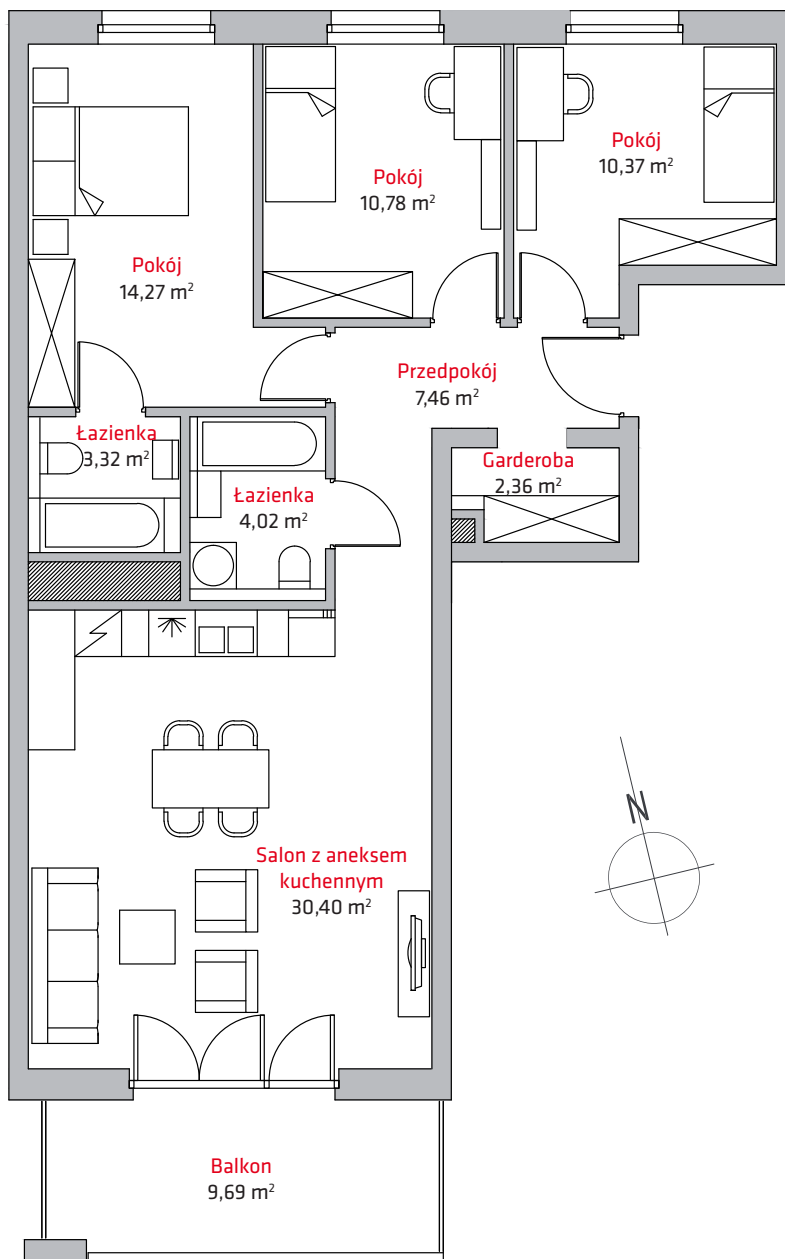 Pokój
10,37 m²
Pokój
10,78 m²
Pokój
14,27 m²
Przedpokój
7,46 m²
Łazienka
3,32 m²
Garderoba
2,36 m²
Łazienka
4,02 m²
N
Salon z aneksem
kuchennym
30,40 m²
Balkon
9,69 m²